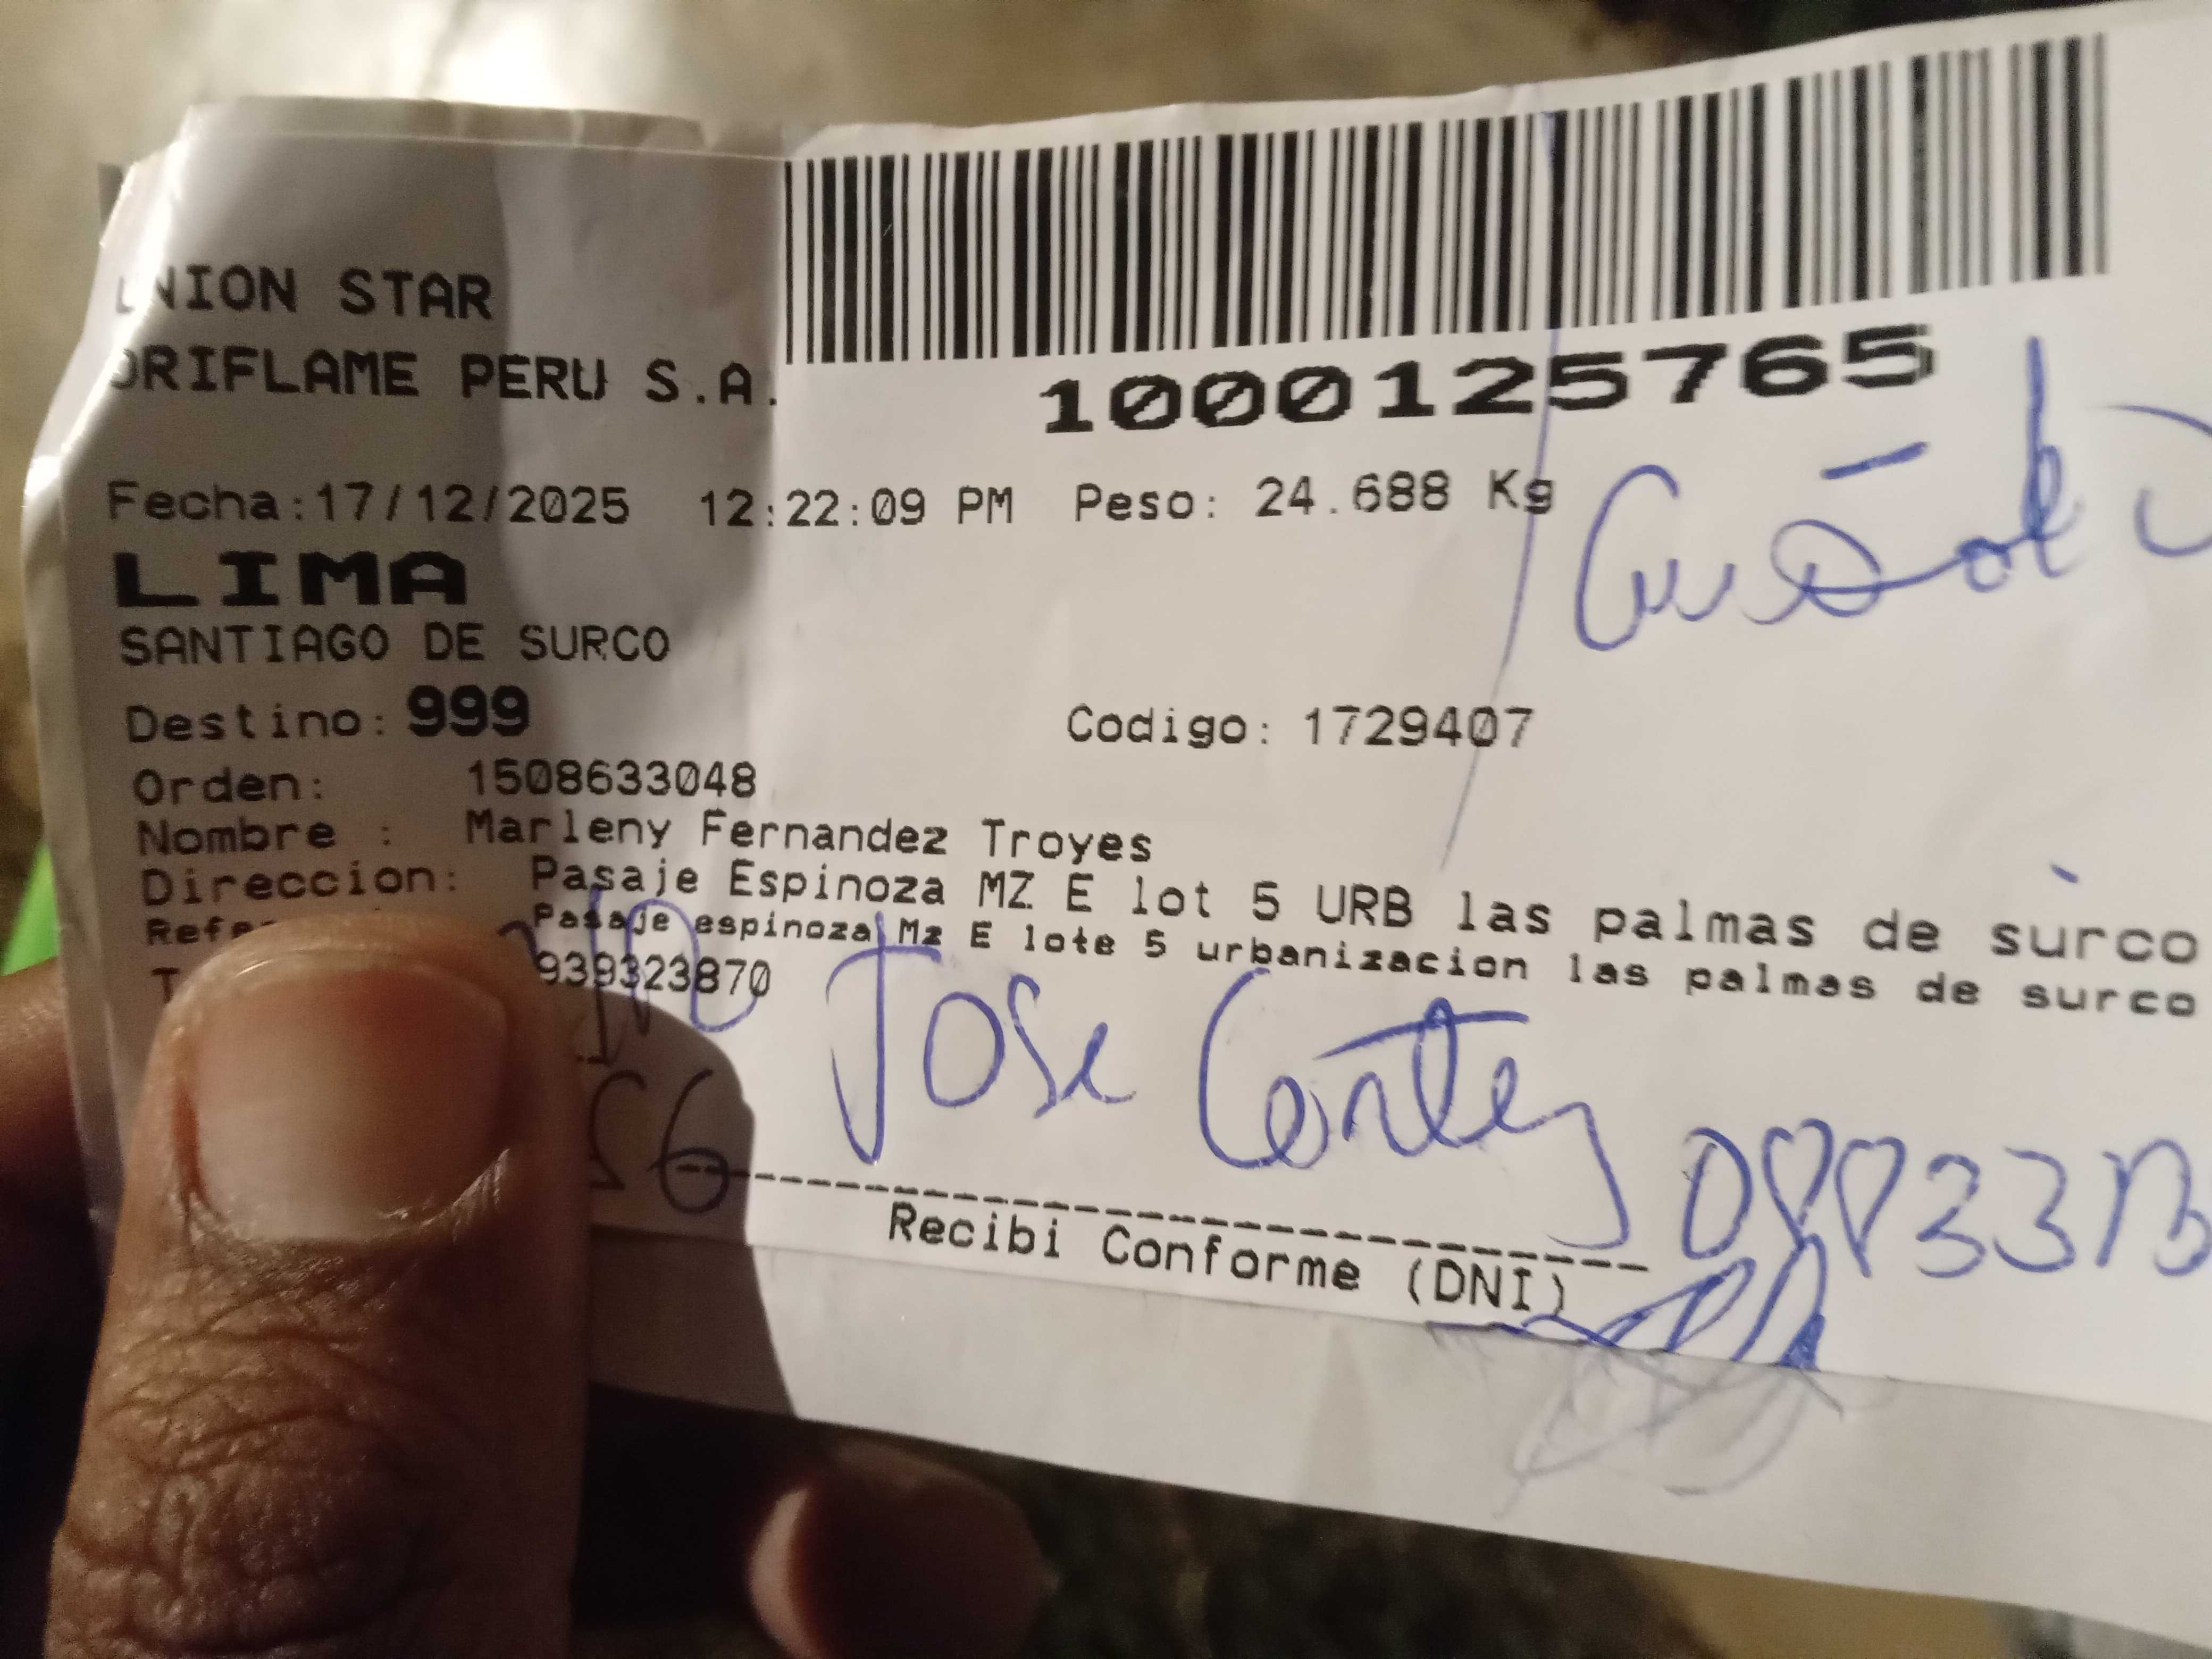 UNION STAR
ORIFLAME PERU S.A.
1000125765
Fecha:17/12/2025 12:22:09 PM Peso: 24.688 Kg
LIMA
SANTIAGO DE SURCO
Destino: 999 Codigo: 1729407
Orden: 1508633048
Nombre : Marleny Fernandez Troyes
Direccion: Pasaje Espinoza MZ E lot 5 URB las palmas de surco
Pasaje espinoza Mz E lote 5 urbanizacion las palmas de surco
939323870
Jose
56
Recibi Conforme (DNI)